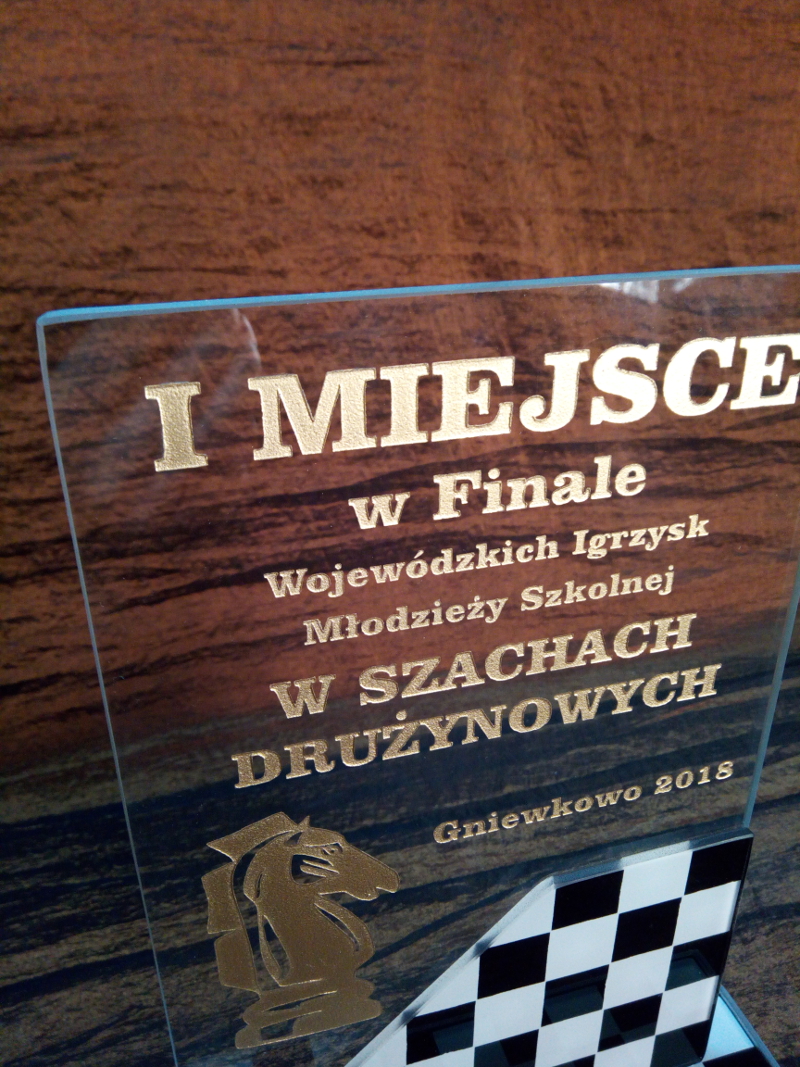 I MIEJSCE
w Finale
Wojewódzkich Igrzysk
Młodzieży Szkolnej
W SZACHACH
DRUŻYNOWYCH
Gniewkowo 2018